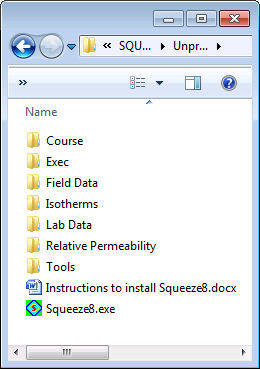 « SQU... Unpr...
»
Name
Course
Exec
Field Data
Isotherms
Lab Data
Relative Permeability
Tools
Instructions to install Squeeze8.docx
Squeeze8.exe